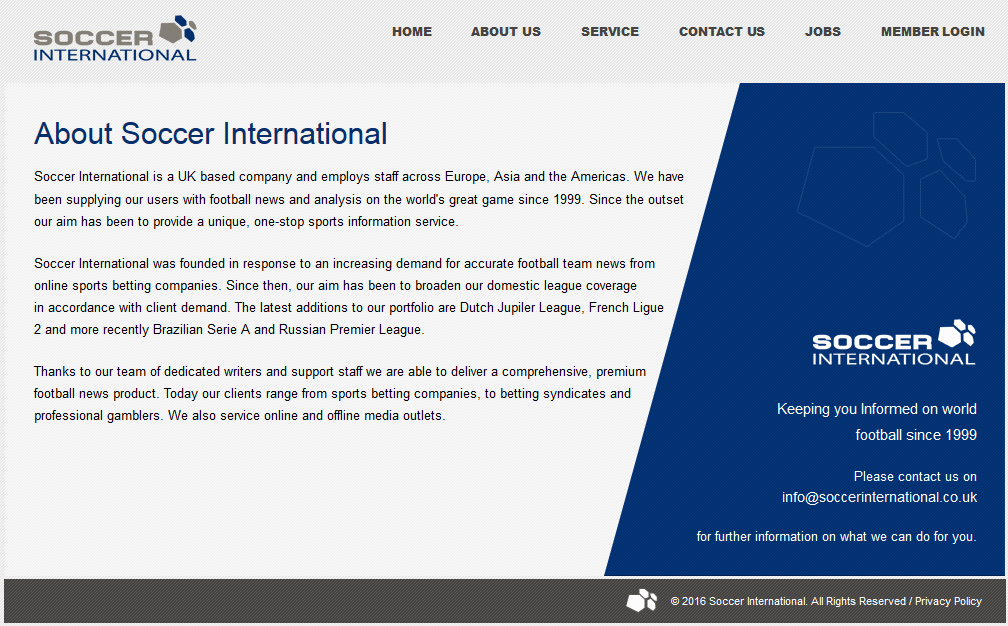 SOCCER
INTERNATIONAL
HOME ABOUT US SERVICE CONTACT US JOBS MEMBER LOGIN
About Soccer International
Soccer International is a UK based company and employs staff across Europe, Asia and the Americas. We have
been supplying our users with football news and analysis on the world's great game since 1999. Since the outset
our aim has been to provide a unique, one-stop sports information service.
Soccer International was founded in response to an increasing demand for accurate football team news from
online sports betting companies. Since then, our aim has been to broaden our domestic league coverage
in accordance with client demand. The latest additions to our portfolio are Dutch Jupiler League, French Ligue
2 and more recently Brazilian Serie A and Russian Premier League.
Thanks to our team of dedicated writers and support staff we are able to deliver a comprehensive, premium
football news product. Today our clients range from sports betting companies, to betting syndicates and
professional gamblers. We also service online and offline media outlets.
SOCCER
INTERNATIONAL
Keeping you Informed on world
football since 1999
Please contact us on
info@soccerinternational.co.uk
for further information on what we can do for you.
© 2016 Soccer International. All Rights Reserved / Privacy Policy